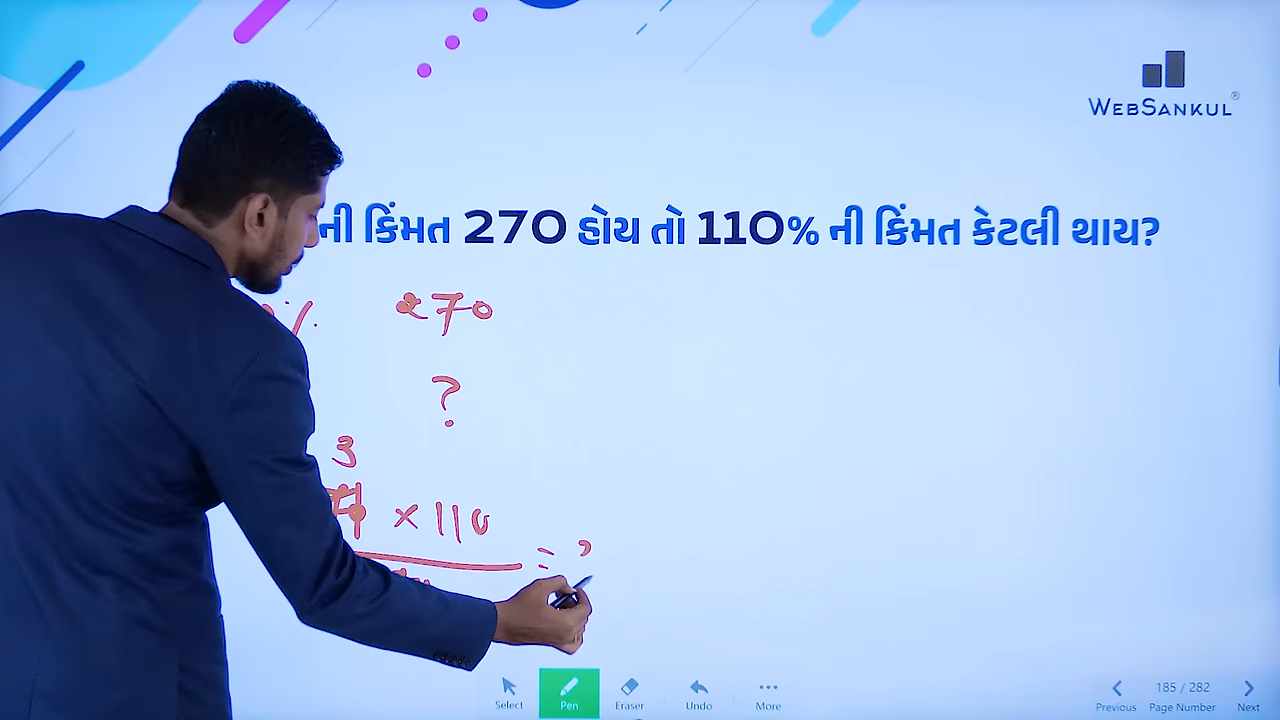 WEBSANKUL®
ની કિંમત 270 હોય તો 110% ની કિંમત કેટલી થાય?
% 270
?
3
× 110
=
Select Pen Eraser Undo More
185 / 282
Previous Page Number Next